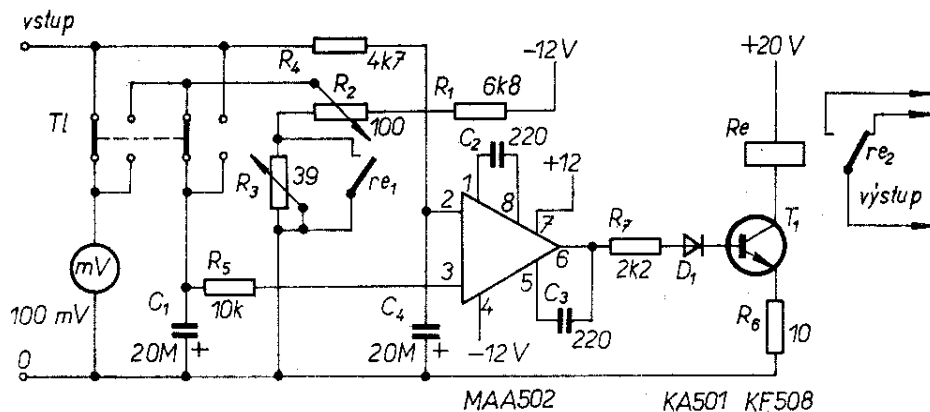 vstup
R4
4k7
-12V
+20V
R2
R1
6k8
Tl
100
C2
220
Re
re2
+12
R3
39
re1
1
8
výstup
2
7
R7
T1
6
mV
R5
3
5
2k2
D1
100 mV
C1
10k
C4
4
C3
R6
10
20M +
20M +
-12V
220
0
MAA502
KA501
KF508